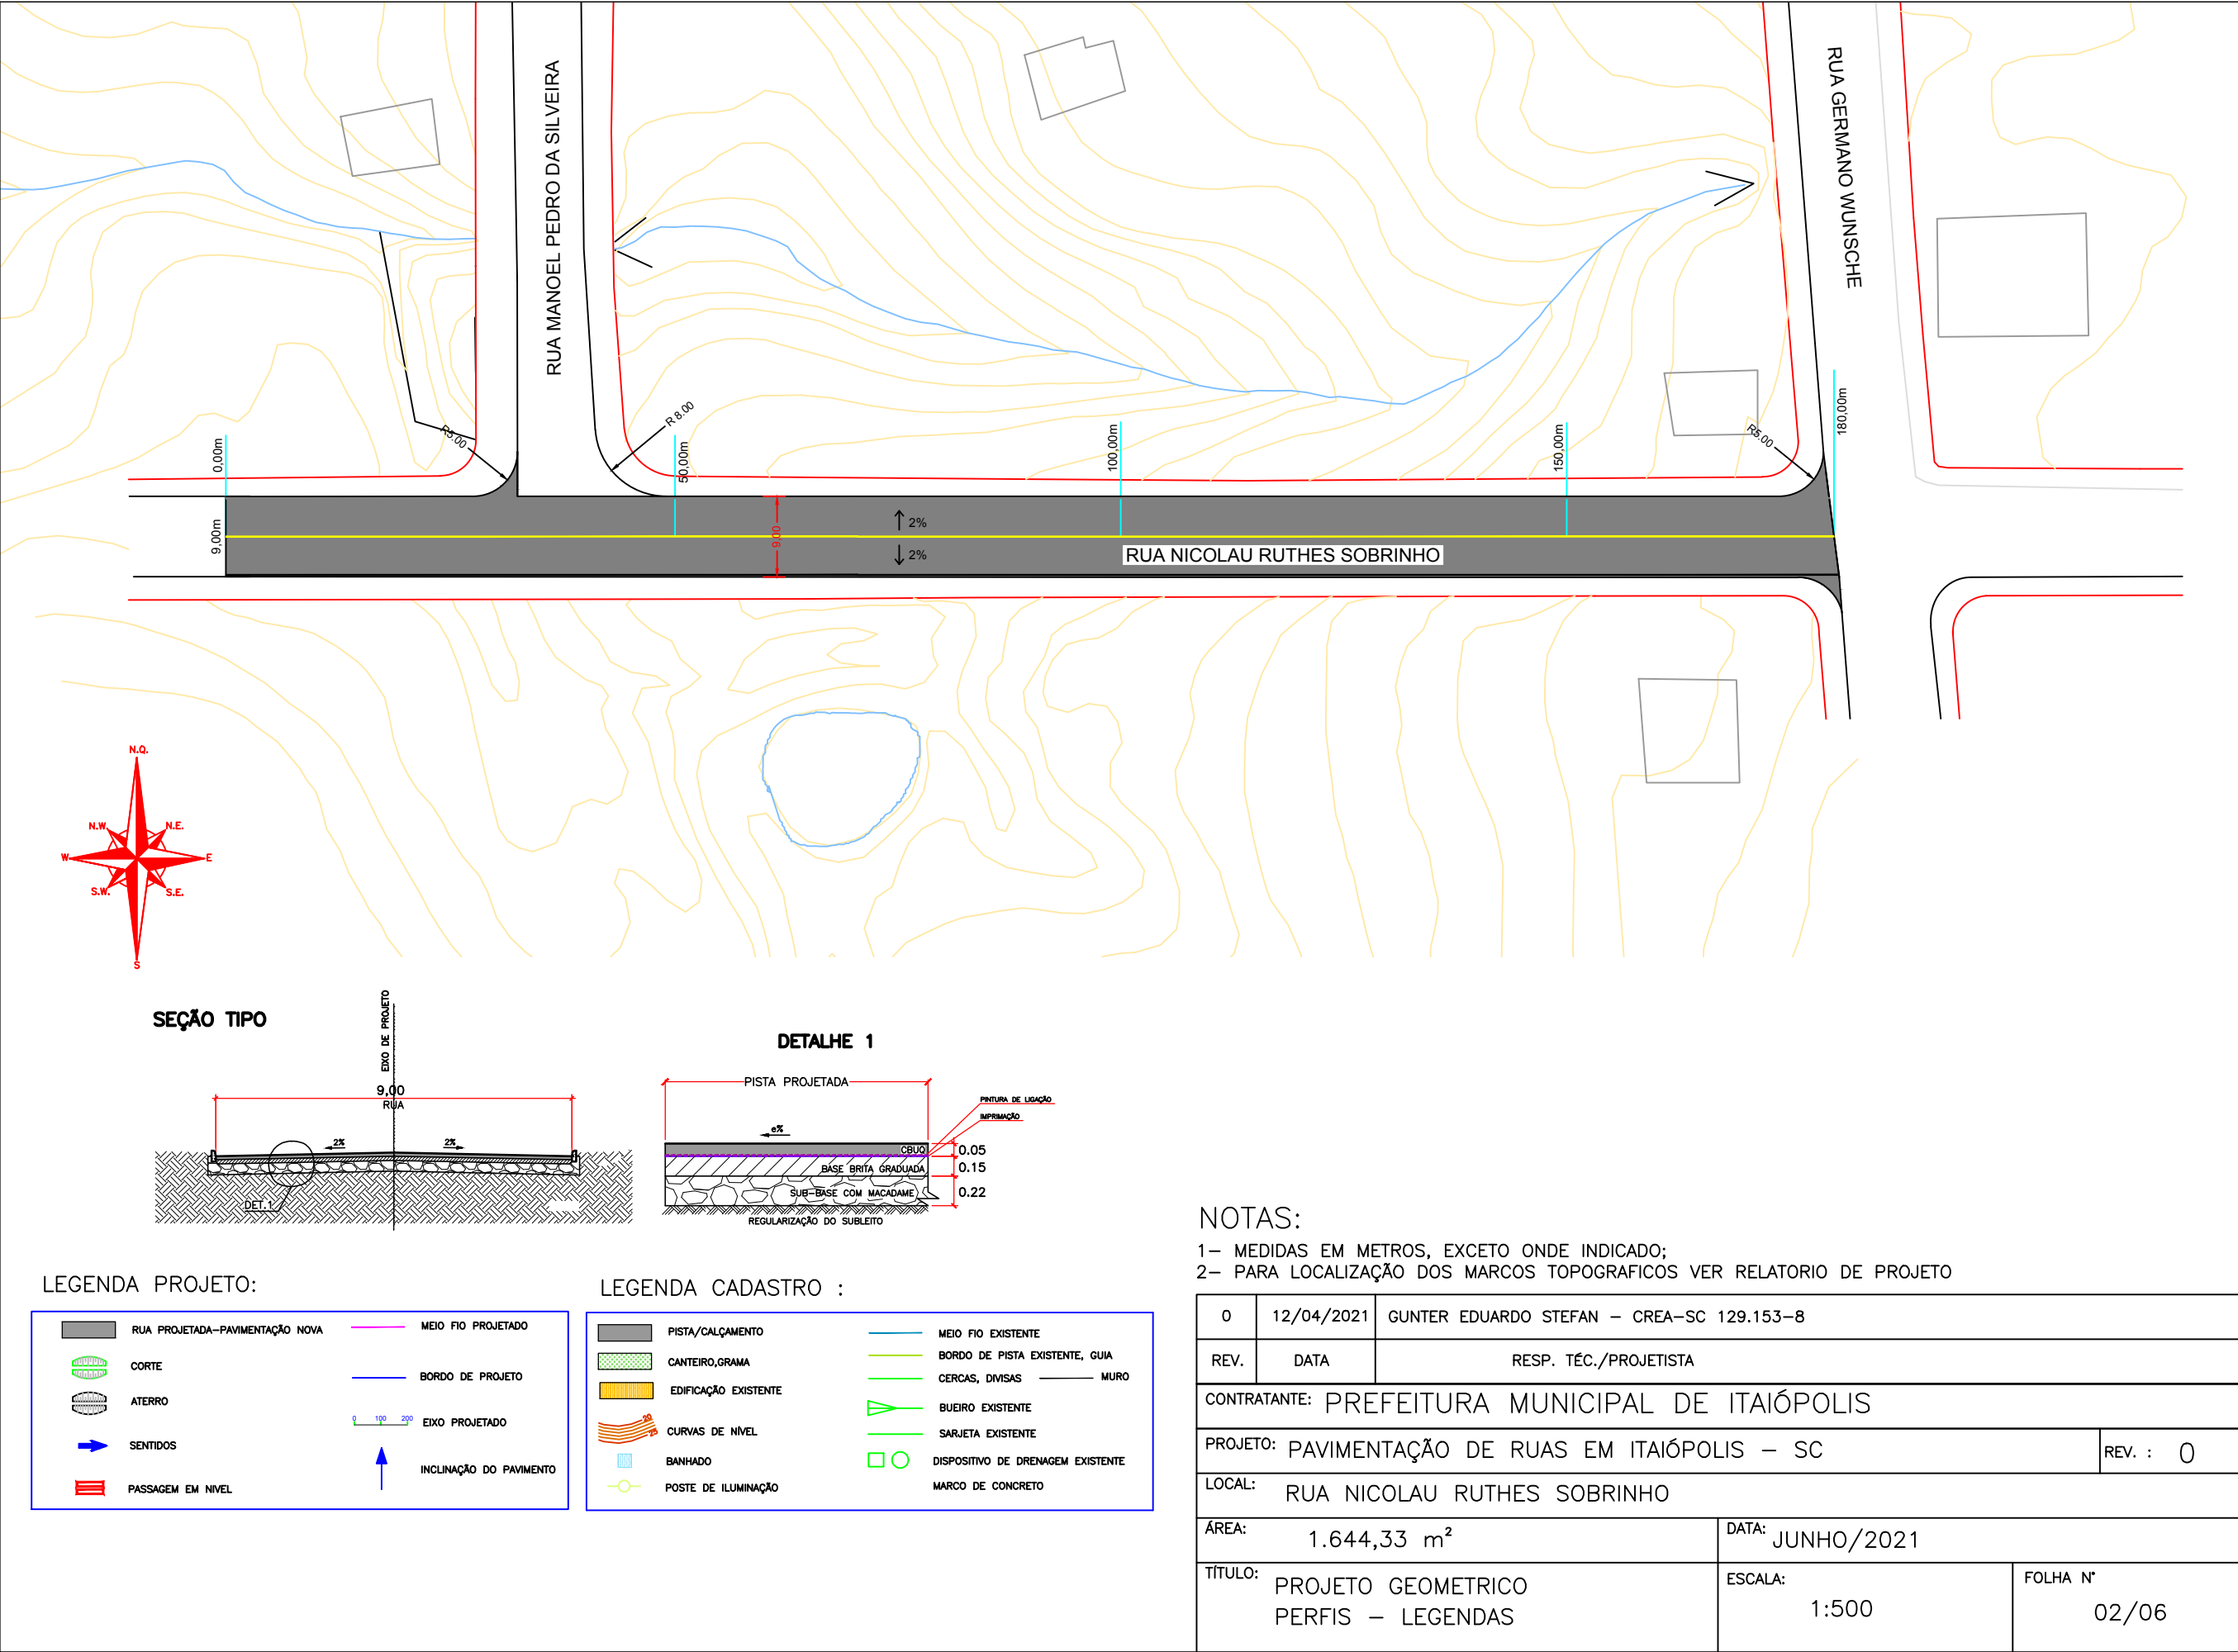 RUA MANOEL PEDRO DA SILVEIRA
RUA GERMANO WUNSCHE
R5.00
R 8.00
R5.00
0,00m
50,00m
100,00m
150,00m
180,00m
9,00m
9,00
2%
2%
RUA NICOLAU RUTHES SOBRINHO
N.Q.
N.W.
N.E.
W
E
S.W.
S.E.
S
SEÇÃO TIPO
EIXO DE PROJETO
9,00
RUA
2%
2%
DET.1
DETALHE 1
PISTA PROJETADA
PINTURA DE LIGAÇÃO
IMPRIMAÇÃO
e%
CBUQ
0.05
BASE BRITA GRADUADA
0.15
SUB-BASE COM MACADAME
0.22
REGULARIZAÇÃO DO SUBLEITO
LEGENDA PROJETO:
RUA PROJETADA-PAVIMENTAÇÃO NOVA
MEIO FIO PROJETADO
CORTE
BORDO DE PROJETO
ATERRO
0 100 200
EIXO PROJETADO
SENTIDOS
INCLINAÇÃO DO PAVIMENTO
PASSAGEM EM NIVEL
LEGENDA CADASTRO :
PISTA/CALÇAMENTO
MEIO FIO EXISTENTE
CANTEIRO,GRAMA
BORDO DE PISTA EXISTENTE, GUIA
CERCAS, DIVISAS
MURO
EDIFICAÇÃO EXISTENTE
BUEIRO EXISTENTE
20
25
CURVAS DE NÍVEL
SARJETA EXISTENTE
BANHADO
DISPOSITIVO DE DRENAGEM EXISTENTE
POSTE DE ILUMINAÇÃO
MARCO DE CONCRETO
NOTAS:
1- MEDIDAS EM METROS, EXCETO ONDE INDICADO;
2- PARA LOCALIZAÇÃO DOS MARCOS TOPOGRAFICOS VER RELATORIO DE PROJETO
0 12/04/2021 GUNTER EDUARDO STEFAN - CREA-SC 129.153-8
REV. DATA RESP. TÉC./PROJETISTA
CONTRATANTE: PREFEITURA MUNICIPAL DE ITAIÓPOLIS
PROJETO: PAVIMENTAÇÃO DE RUAS EM ITAIÓPOLIS - SC
REV. : 0
LOCAL: RUA NICOLAU RUTHES SOBRINHO
ÁREA: 1.644,33 m²
DATA: JUNHO/2021
TÍTULO: PROJETO GEOMETRICO
PERFIS - LEGENDAS
ESCALA:
1:500
FOLHA N°
02/06